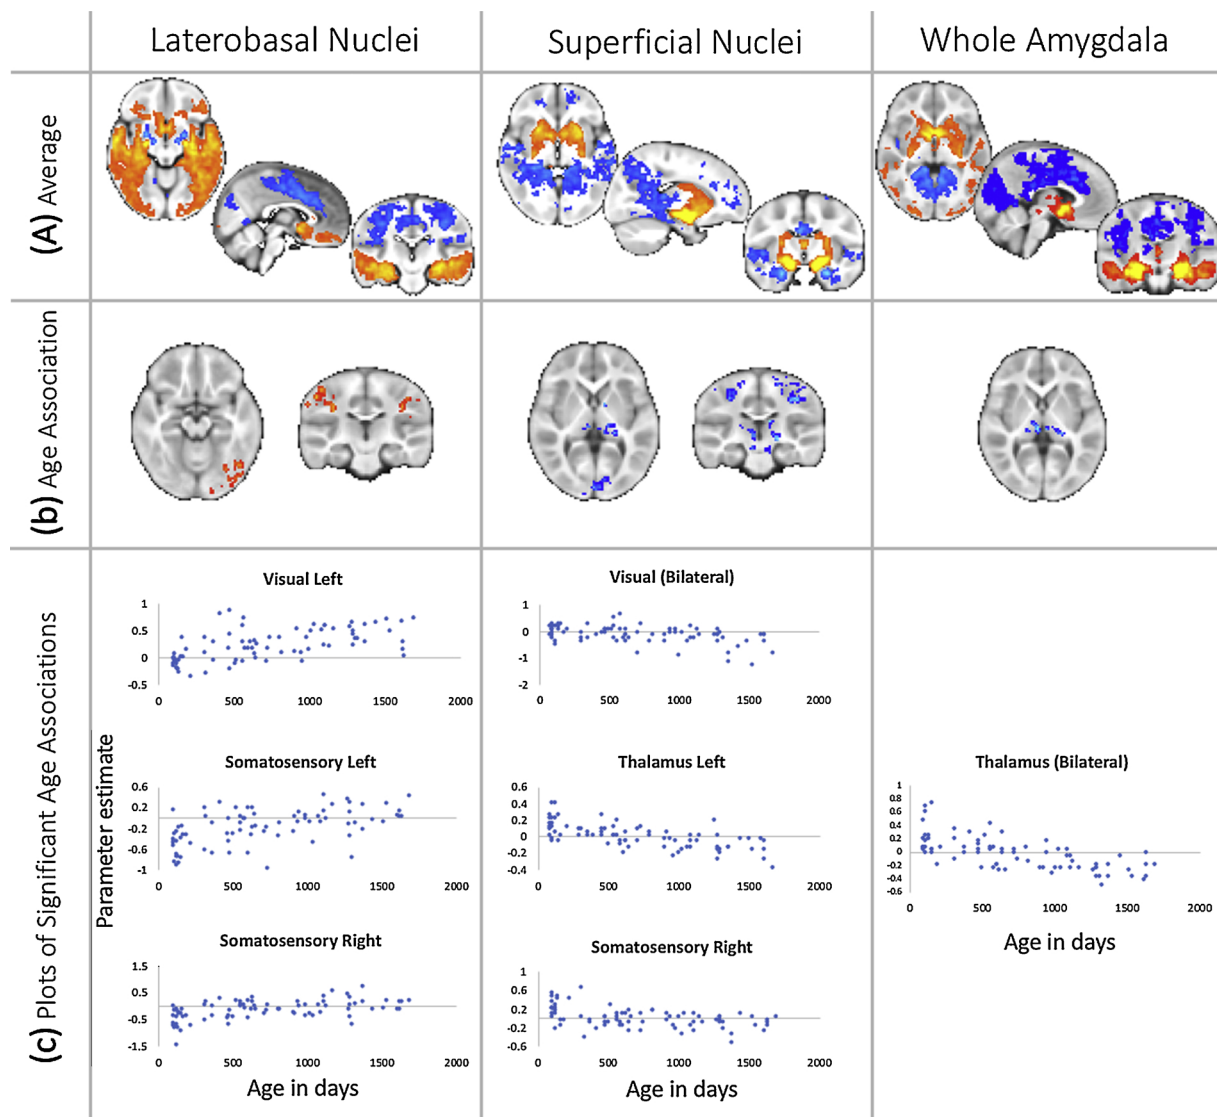 Laterobasal Nuclei
Superficial Nuclei
Whole Amygdala
(A) Average
(b) Age Association
(c) Plots of Significant Age Associations
Parameter estimate
Visual Left
1
0.5
0
-0.5
0 500 1000 1500 2000
Somatosensory Left
0.6
0.2
-0.2
-0.6
-1
0 500 1000 1500 2000
Somatosensory Right
1.5
0.5
-0.5
-1.5
0 500 1000 1500 2000
Age in days
Visual (Bilateral)
1
0
-1
-2
0 500 1000 1500 2000
Thalamus Left
0.6
0.4
0.2
0
-0.2
-0.4
0 500 1000 1500 2000
Somatosensory Right
1
0.6
0.2
-0.2
-0.6
0 500 1000 1500 2000
Age in days
Thalamus (Bilateral)
1
0.8
0.6
0.4
0.2
0
-0.2
-0.4
-0.6
0 500 1000 1500 2000
Age in days